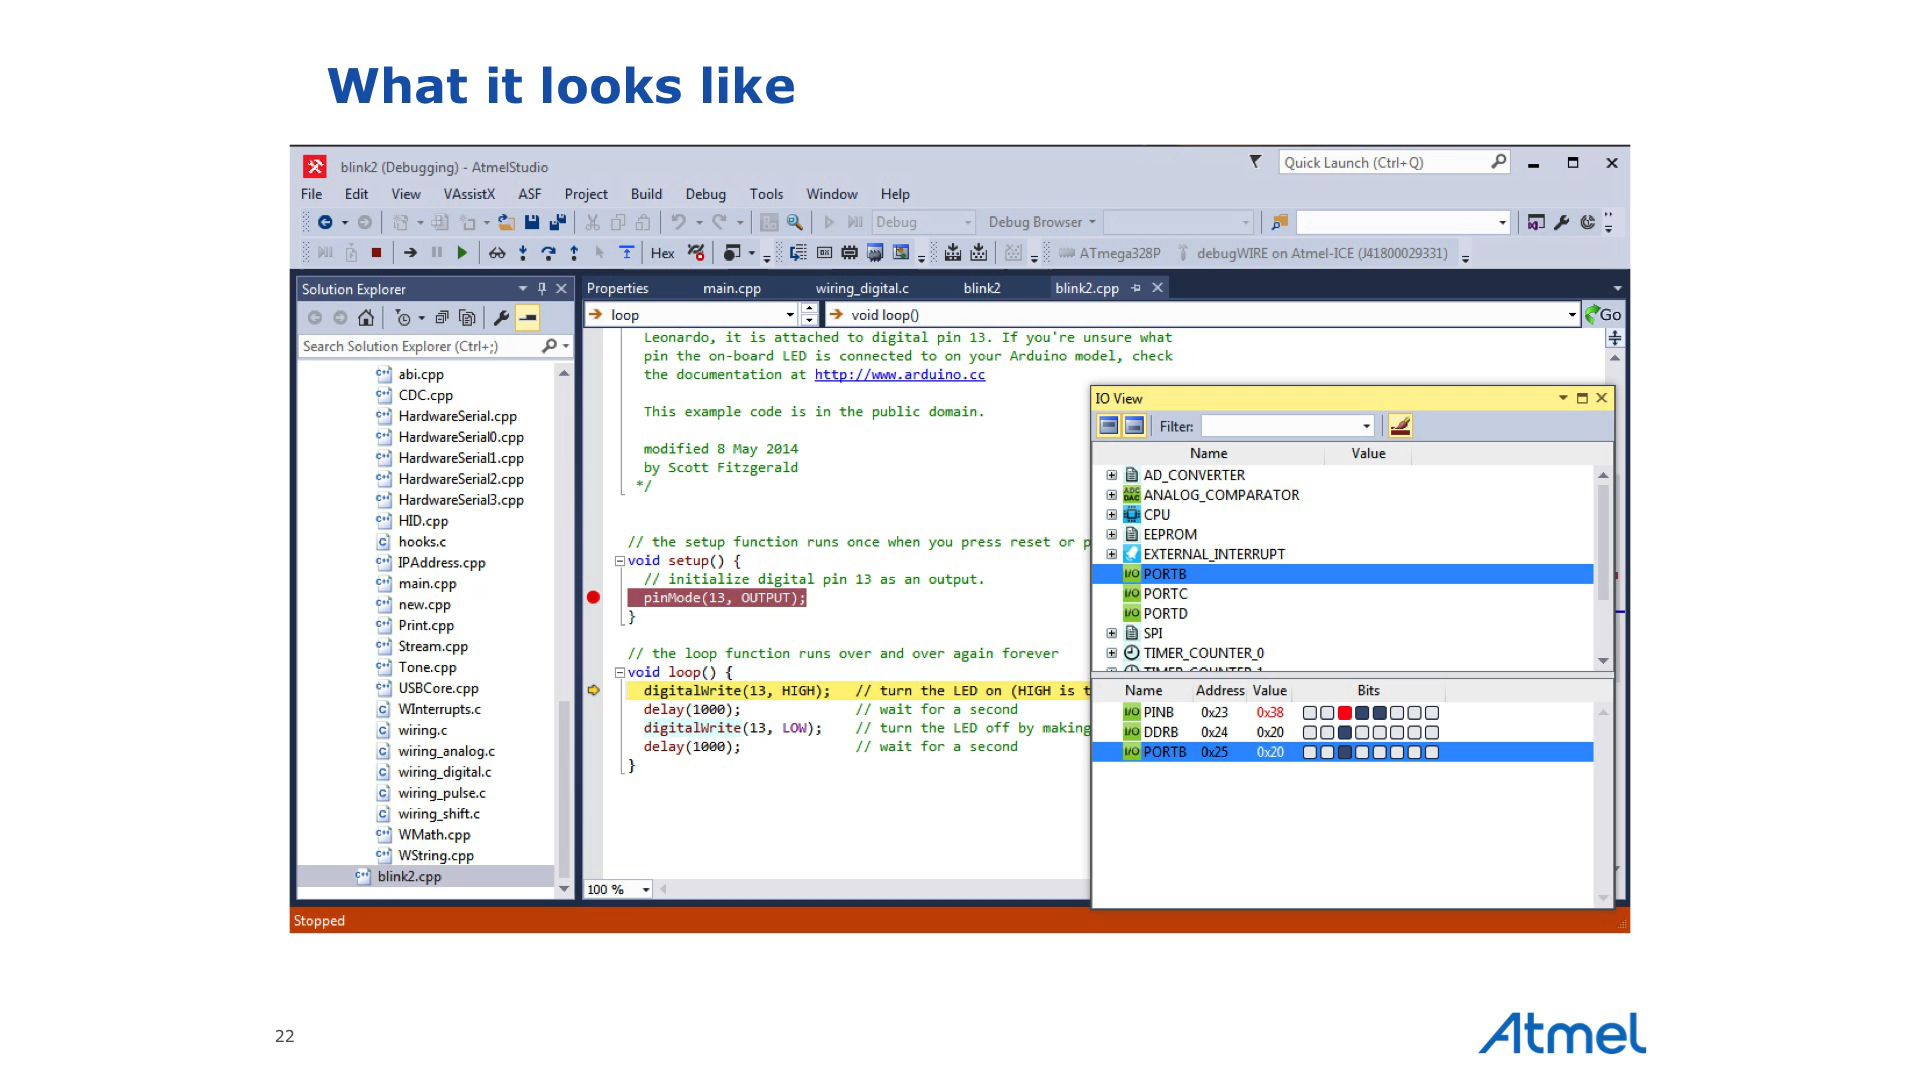 What it looks like
blink2 (Debugging) - AtmelStudio
Quick Launch (Ctrl+Q)
File Edit View VAssistX ASF Project Build Debug Tools Window Help
Debug Debug Browser
Hex ATmega328P debugWIRE on Atmel-ICE (J41800029331)
Solution Explorer
Search Solution Explorer (Ctrl+;)
abi.cpp
CDC.cpp
HardwareSerial.cpp
HardwareSerial0.cpp
HardwareSerial1.cpp
HardwareSerial2.cpp
HardwareSerial3.cpp
HID.cpp
hooks.c
IPAddress.cpp
main.cpp
new.cpp
Print.cpp
Stream.cpp
Tone.cpp
USBCore.cpp
WInterrupts.c
wiring.c
wiring_analog.c
wiring_digital.c
wiring_pulse.c
wiring_shift.c
WMath.cpp
WString.cpp
blink2.cpp
Properties main.cpp wiring_digital.c blink2 blink2.cpp
loop void loop() Go
Leonardo, it is attached to digital pin 13. If you're unsure what
pin the on-board LED is connected to on your Arduino model, check
the documentation at http://www.arduino.cc
This example code is in the public domain.
modified 8 May 2014
by Scott Fitzgerald
*/
// the setup function runs once when you press reset or p
void setup() {
// initialize digital pin 13 as an output.
pinMode(13, OUTPUT);
}
// the loop function runs over and over again forever
void loop() {
digitalWrite(13, HIGH); // turn the LED on (HIGH is t
delay(1000); // wait for a second
digitalWrite(13, LOW); // turn the LED off by making
delay(1000); // wait for a second
}
100 %
IO View
Filter:
Name Value
AD_CONVERTER
ANALOG_COMPARATOR
CPU
EEPROM
EXTERNAL_INTERRUPT
I/O PORTB
I/O PORTC
I/O PORTD
SPI
TIMER_COUNTER_0
TIMER_COUNTER_1
Name Address Value Bits
I/O PINB 0x23 0x38
I/O DDRB 0x24 0x20
I/O PORTB 0x25 0x20
Stopped
22
Atmel